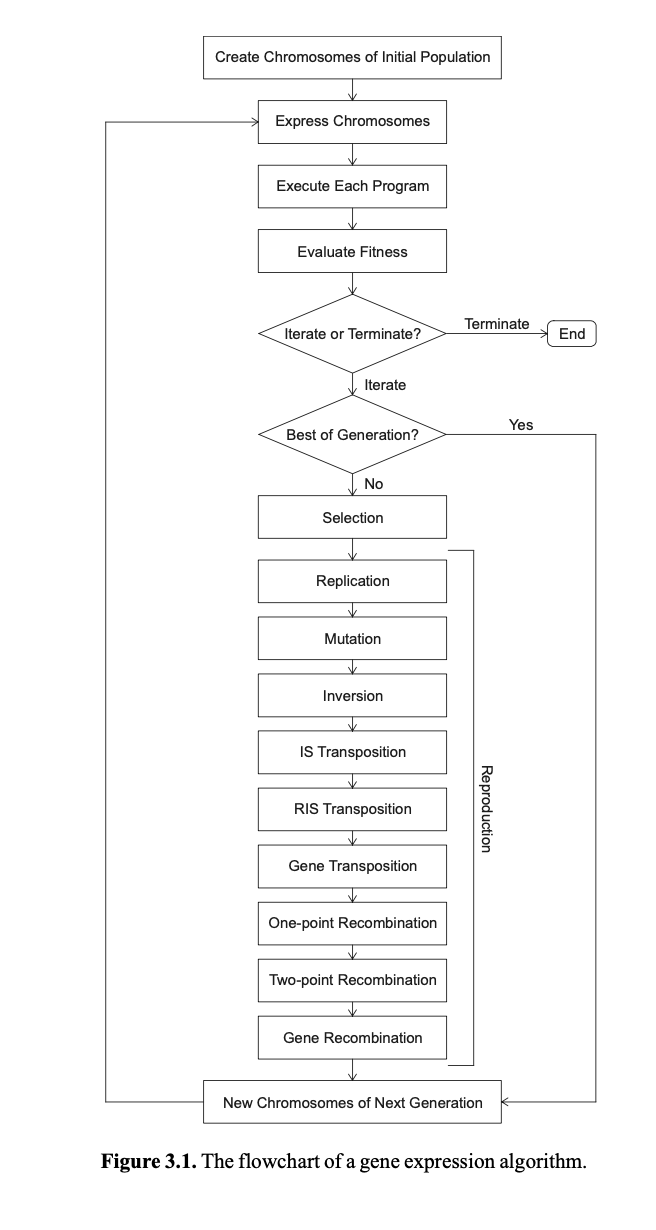 Create Chromosomes of Initial Population
Express Chromosomes
Execute Each Program
Evaluate Fitness
Iterate or Terminate?
Terminate
End
Iterate
Best of Generation?
Yes
No
Selection
Replication
Mutation
Inversion
IS Transposition
RIS Transposition
Gene Transposition
One-point Recombination
Two-point Recombination
Gene Recombination
Reproduction
New Chromosomes of Next Generation
Figure 3.1. The flowchart of a gene expression algorithm.